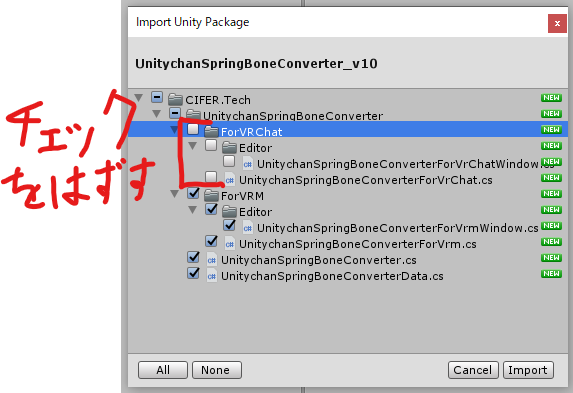 Import Unity Package
x
UnitychanSpringBoneConverter_v10
CIFER.Tech NEW
UnitychanSpringBoneConverter NEW
ForVRChat NEW
Editor NEW
UnitychanSpringBoneConverterForVrChatWindow.cs NEW
UnitychanSpringBoneConverterForVrChat.cs NEW
ForVRM NEW
Editor NEW
UnitychanSpringBoneConverterForVrmWindow.cs NEW
UnitychanSpringBoneConverterForVrm.cs NEW
UnitychanSpringBoneConverter.cs NEW
UnitychanSpringBoneConverterData.cs NEW
チェック
をはずす
All None Cancel Import